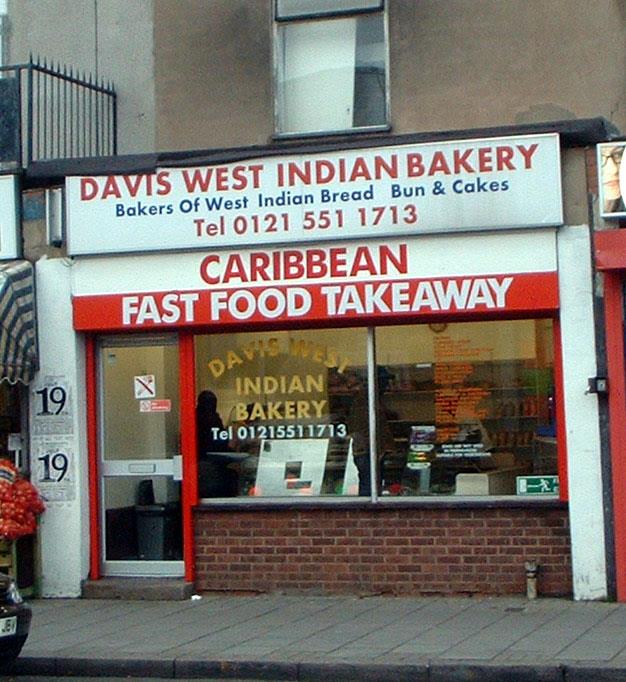 DAVIS WEST INDIAN BAKERY
Bakers Of West Indian Bread Bun & Cakes
Tel 0121 551 1713
CARIBBEAN
FAST FOOD TAKEAWAY
DAVIS WEST
INDIAN
BAKERY
Tel 01215511713
19
19
JBV